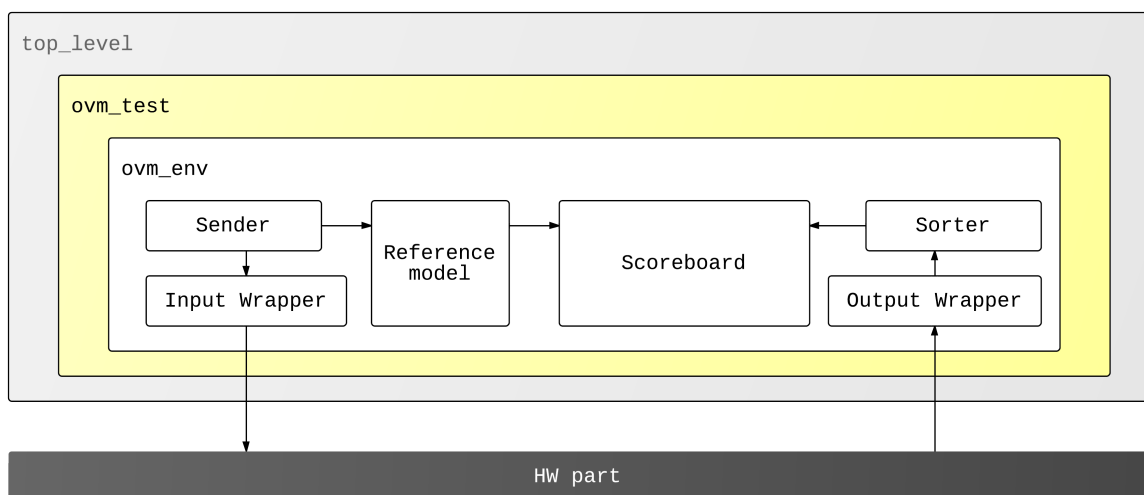 top_level
ovm_test
ovm_env
Sender
Reference
model
Scoreboard
Sorter
Input Wrapper
Output Wrapper
HW part